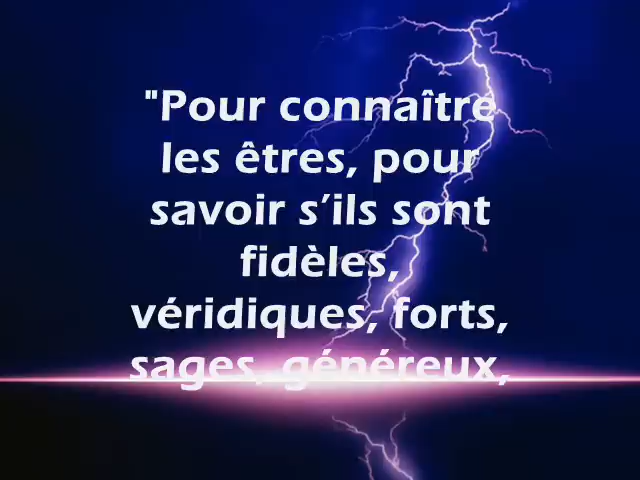 "Pour connaître
les êtres, pour
savoir s’ils sont
fidèles,
véridiques, forts,
sages, généreux,